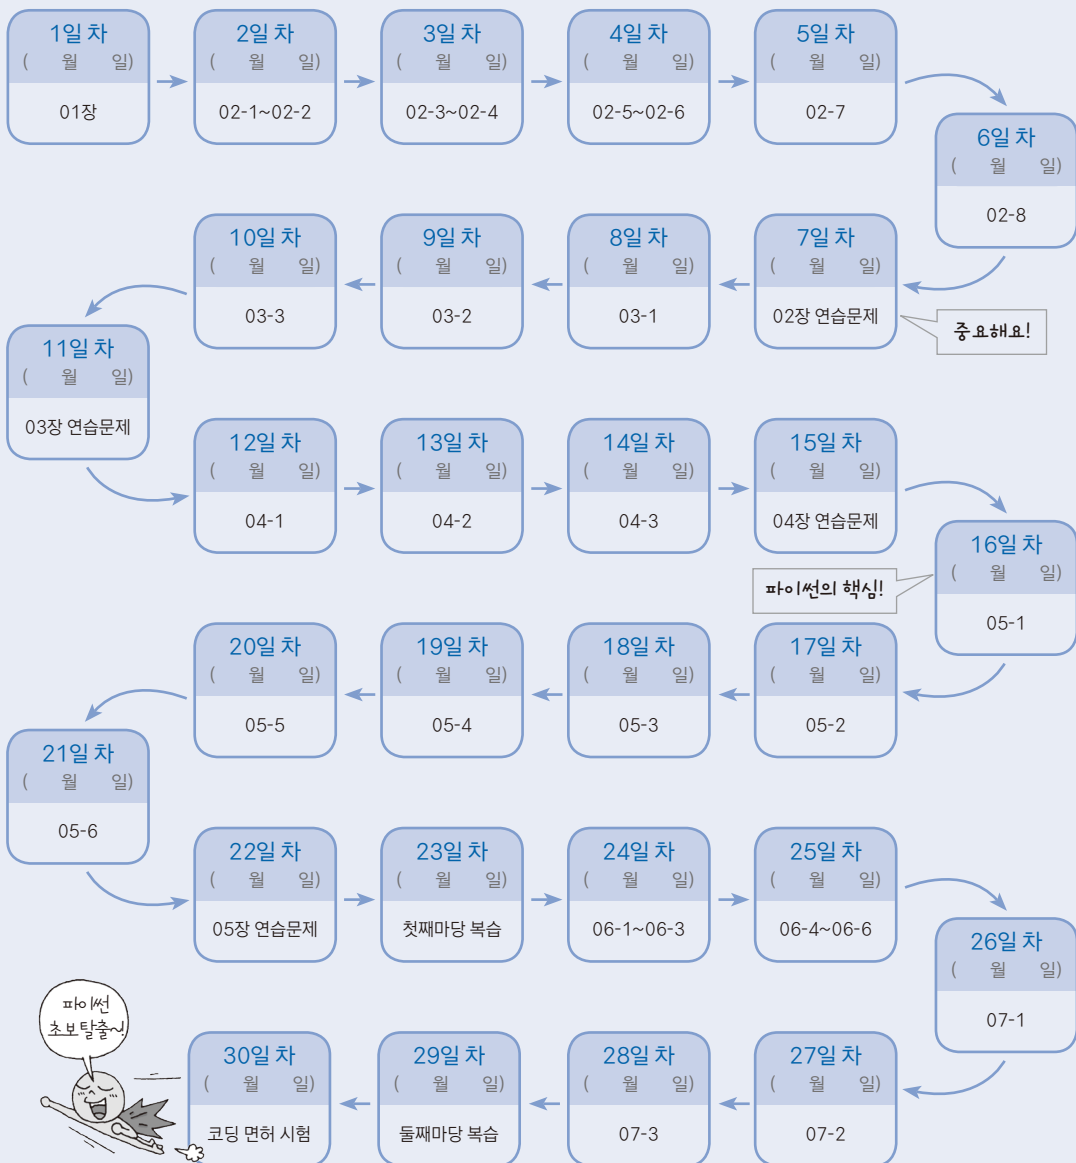 1일 차
( 월 일)
01장
2일 차
( 월 일)
02-1~02-2
3일 차
( 월 일)
02-3~02-4
4일 차
( 월 일)
02-5~02-6
5일 차
( 월 일)
02-7
6일 차
( 월 일)
02-8
7일 차
( 월 일)
02장 연습문제
중요해요!
8일 차
( 월 일)
03-1
9일 차
( 월 일)
03-2
10일 차
( 월 일)
03-3
11일 차
( 월 일)
03장 연습문제
12일 차
( 월 일)
04-1
13일 차
( 월 일)
04-2
14일 차
( 월 일)
04-3
15일 차
( 월 일)
04장 연습문제
16일 차
( 월 일)
05-1
파이썬의 핵심!
17일 차
( 월 일)
05-2
18일 차
( 월 일)
05-3
19일 차
( 월 일)
05-4
20일 차
( 월 일)
05-5
21일 차
( 월 일)
05-6
22일 차
( 월 일)
05장 연습문제
23일 차
( 월 일)
첫째마당 복습
24일 차
( 월 일)
06-1~06-3
25일 차
( 월 일)
06-4~06-6
26일 차
( 월 일)
07-1
27일 차
( 월 일)
07-2
28일 차
( 월 일)
07-3
29일 차
( 월 일)
둘째마당 복습
30일 차
( 월 일)
코딩 면허 시험
파이썬
초보탈출~!